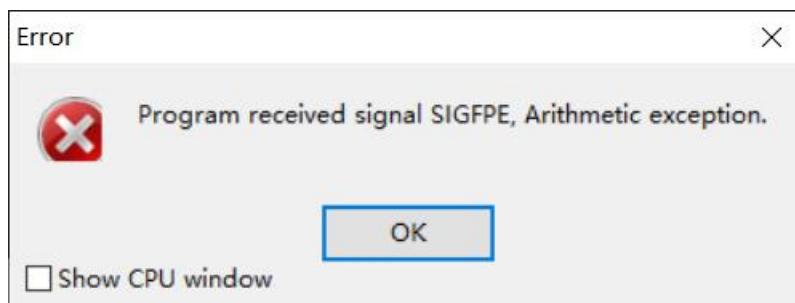 Error
Program received signal SIGFPE, Arithmetic exception.
OK
Show CPU window